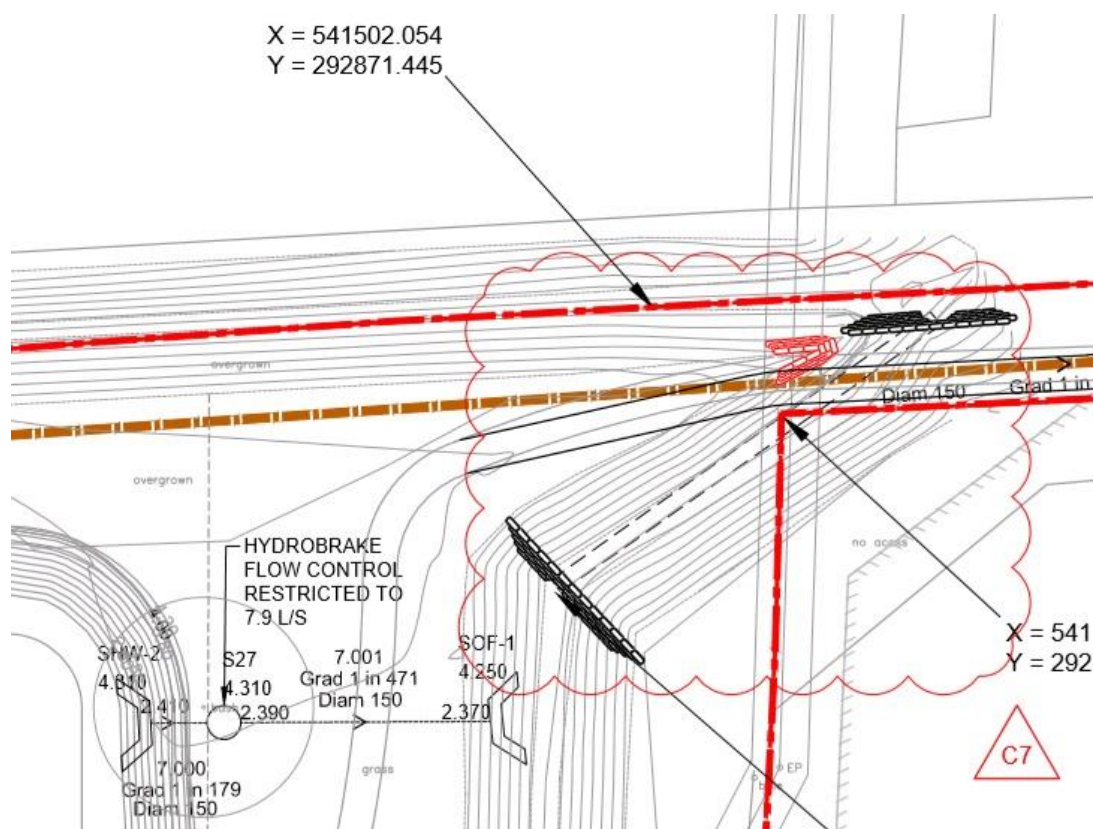 X = 541502.054
Y = 292871.445
overgrown
Diam 150
Grad 1 in
overgrown
no access
HYDROBRAKE
FLOW CONTROL
RESTRICTED TO
7.9 L/S
X = 541
Y = 292
SHW-2
4.310
2.410
S27
4.310
2.390
7.001
Grad 1 in 471
Diam 150
SOF-1
4.250
2.370
7.000
Grad 1 in 179
Diam 150
grass
EP
C7